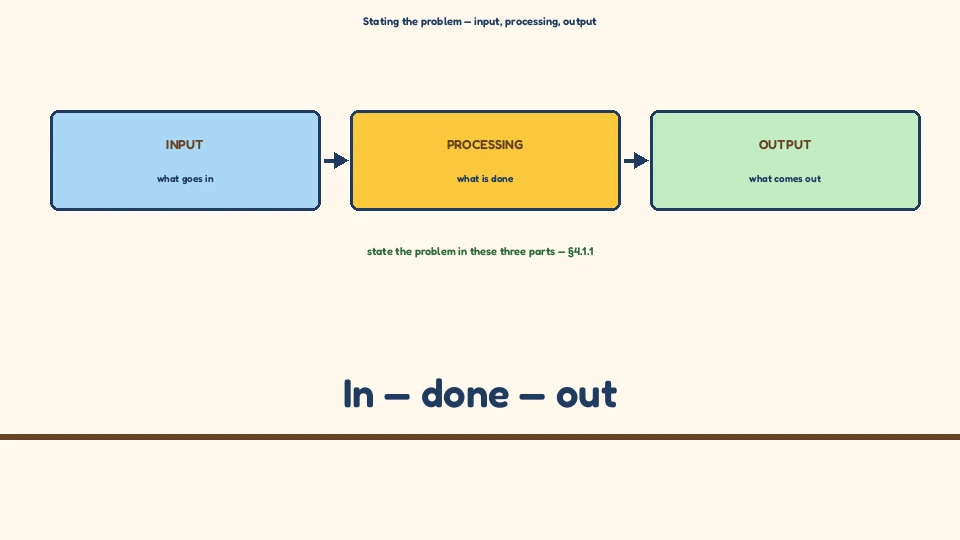 Stating the problem — input, processing, output
INPUT
what goes in
PROCESSING
what is done
OUTPUT
what comes out
state the problem in these three parts — §4.1.1
In — done — out